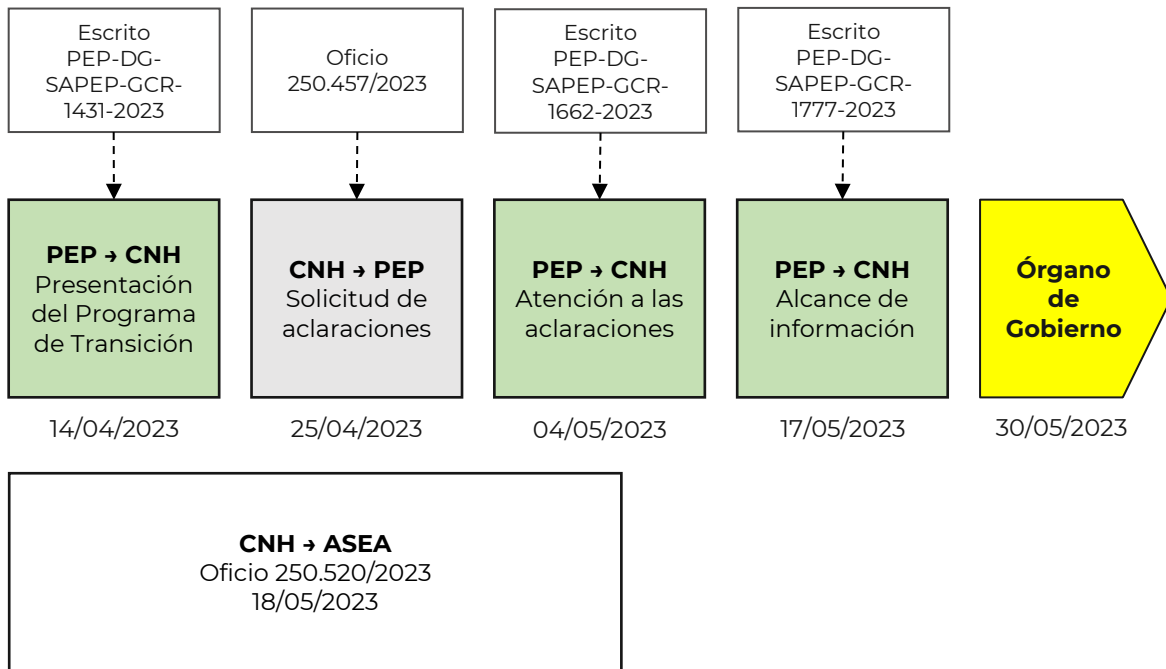 Escrito
PEP-DG-
SAPEP-GCR-
1431-2023
Oficio
250.457/2023
Escrito
PEP-DG-
SAPEP-GCR-
1662-2023
Escrito
PEP-DG-
SAPEP-GCR-
1777-2023
PEP → CNH
Presentación
del Programa
de Transición
CNH → PEP
Solicitud de
aclaraciones
PEP → CNH
Atención a las
aclaraciones
PEP → CNH
Alcance de
información
Órgano
de
Gobierno
14/04/2023
25/04/2023
04/05/2023
17/05/2023
30/05/2023
CNH → ASEA
Oficio 250.520/2023
18/05/2023